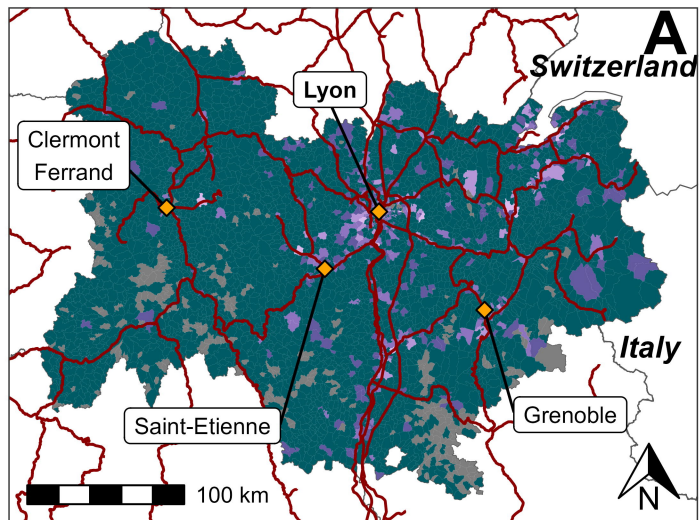 A
Switzerland
Lyon
Clermont
Ferrand
Italy
Saint-Etienne
Grenoble
100 km
N